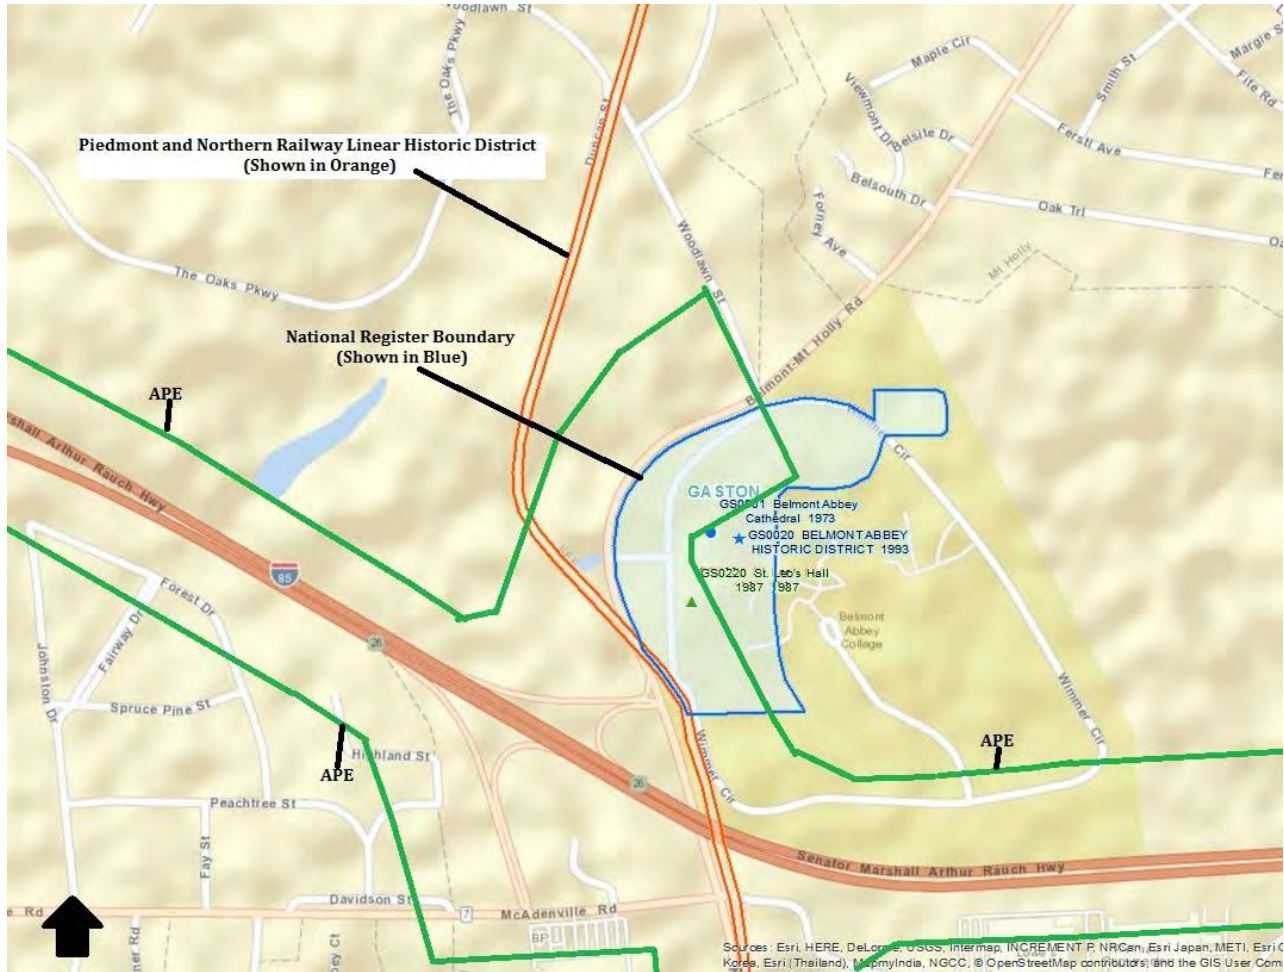 Woodlawn St
The Oaks Pkwy
Duncan St
Maple Cir
Smith St
Margie St
Fife Rd
Viewmont Dr
Belsite Dr
Ferstl Ave
Piedmont and Northern Railway Linear Historic District
(Shown in Orange)
Belsouth Dr
Oak Trl
Forney Ave
Woodlawn St
Mt Holly
The Oaks Pkwy
National Register Boundary
(Shown in Blue)
Belmont-Mt Holly Rd
APE
Marshall Arthur Rauch Hwy
Wimmer Cir
GASTON
Belmont Abbey
Cathedral 1973
GS0020 BELMONT ABBEY
HISTORIC DISTRICT 1993
GS0220 St. Leo's Hall
1987 1987
85
Forest Dr
Fairway Dr
Johnston Dr
26
Belmont
Abbey
College
Spruce Pine St
Wimmer Cir
APE
Highland St
APE
Wimmer Cir
26
Peachtree St
Fay St
Senator Marshall Arthur Rauch Hwy
Davidson St
7
McAdenville Rd
BP
Sources: Esri, HERE, DeLorme, USGS, Intermap, INCREMENT P, NRCan, Esri Japan, METI, Esri
Korea, Esri (Thailand), MapmyIndia, NGCC, © OpenStreetMap contributors, and the GIS User Com